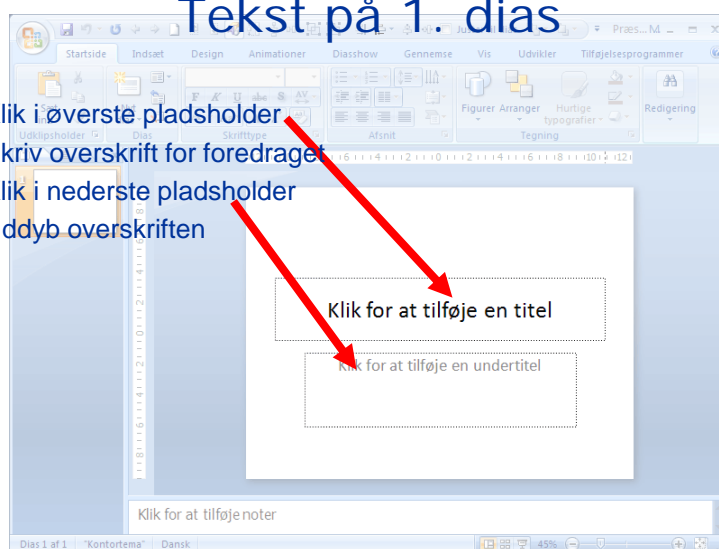 Tekst på 1. dias
Præs... M
Startside Indsæt Design Animationer Diasshow Gennemse Vis Udvikler Tilføjelsesprogrammer
lik i øverste pladsholder
Figurer Arranger Hurtige typografier Redigering
Udklipsholder Dias Skrifttype Afsnit Tegning
kriv overskrift for foredraget
lik i nederste pladsholder
ddyb overskriften
Klik for at tilføje en titel
Klik for at tilføje en undertitel
Klik for at tilføje noter
Dias 1 af 1 "Kontortema" Dansk 45%